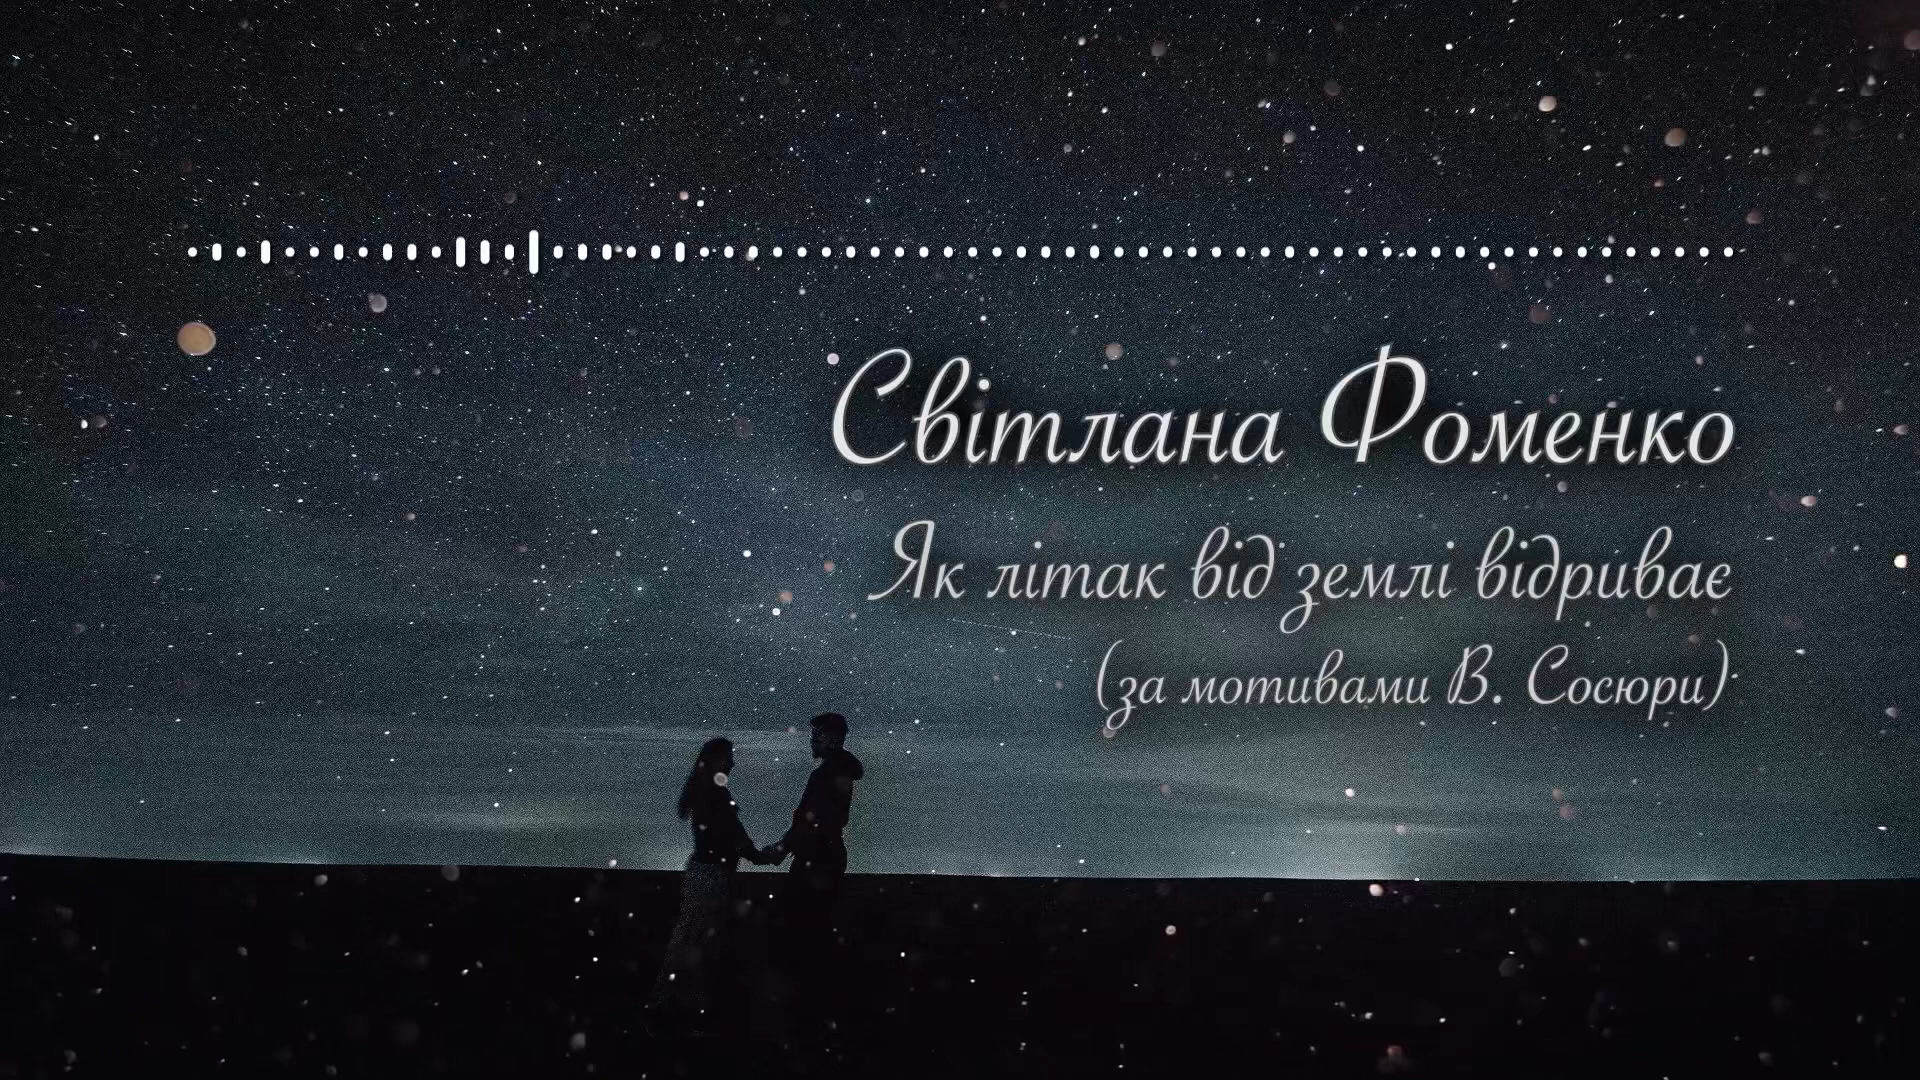 Світлана Фоменко
Як літак від землі відриває
(за мотивами В. Сосюри)